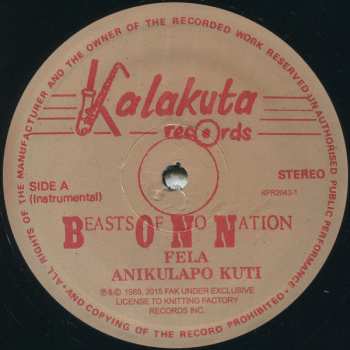 ALL RIGHTS OF THE MANUFACTURER AND THE OWNER OF THE RECORDED WORK RESERVED. UNAUTHORISED PUBLIC PERFORMANCE. AND COPYING OF THE RECORD PROHIBITED
Kalakuta
records
SIDE A
(Instrumental)
STEREO
KFR2043-1
BEASTS OF NO NATION
FELA
ANIKULAPO KUTI
℗&© 1989, 2015 FAK UNDER EXCLUSIVE
LICENSE TO KNITTING FACTORY
RECORDS INC.